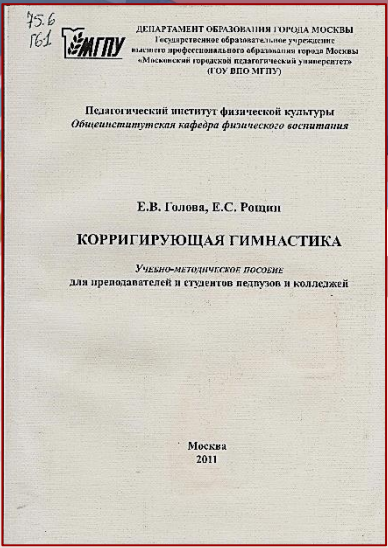 75.6
Г61
МГПУ
ДЕПАРТАМЕНТ ОБРАЗОВАНИЯ ГОРОДА МОСКВЫ
Государственное образовательное учреждение
высшего профессионального образования города Москвы
«Московский городской педагогический университет»
(ГОУ ВПО МГПУ)
Педагогический институт физической культуры
Общеинститутская кафедра физического воспитания
Е.В. Голова, Е.С. Рощин
КОРРИГИРУЮЩАЯ ГИМНАСТИКА
УЧЕБНО-МЕТОДИЧЕСКОЕ ПОСОБИЕ
для преподавателей и студентов педвузов и колледжей
Москва
2011